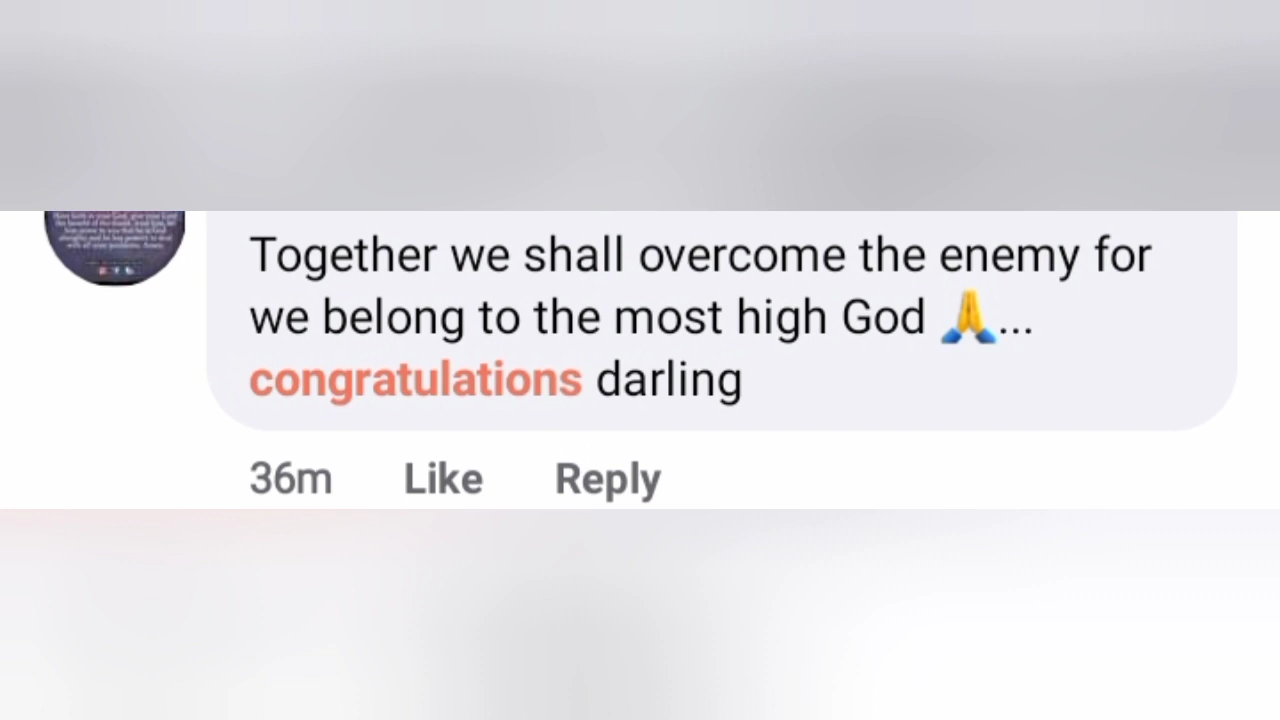 Together we shall overcome the enemy for
we belong to the most high God 🙏...
congratulations darling
36m Like Reply